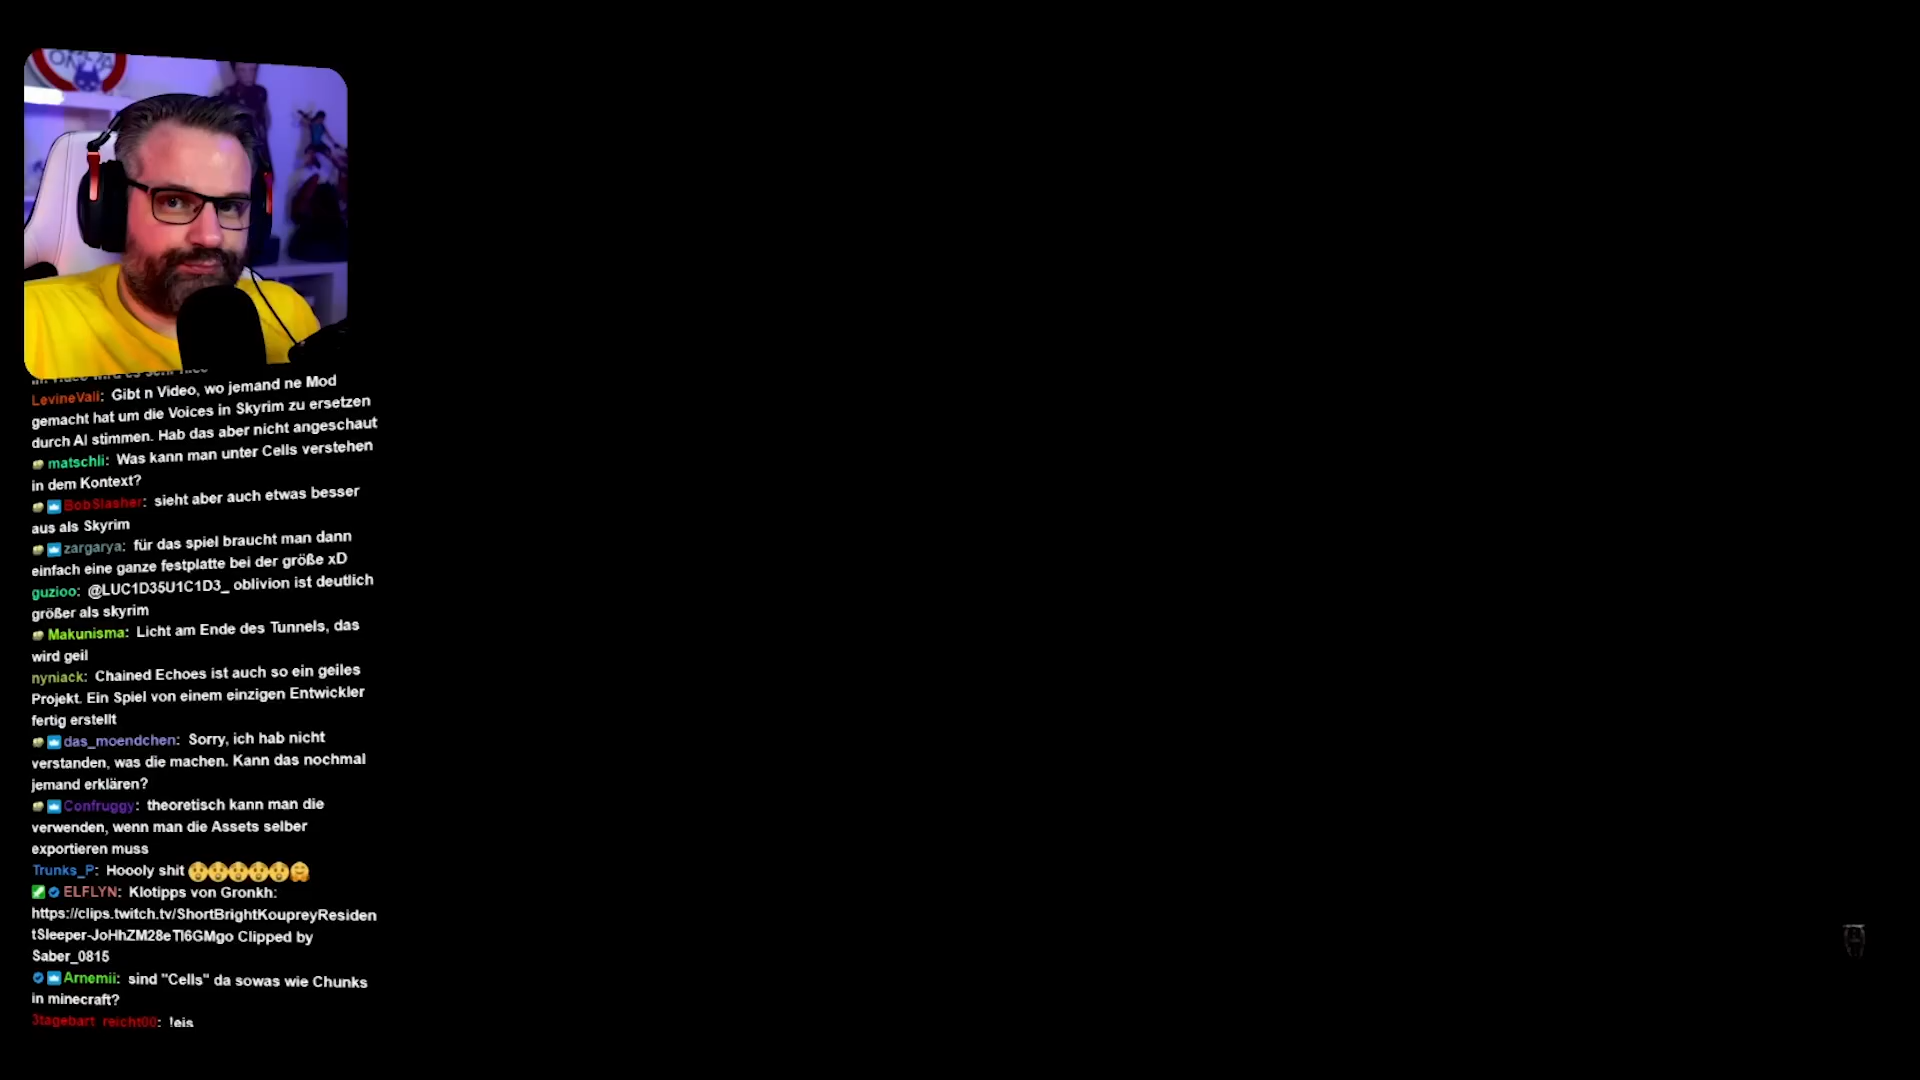 LevineVali: Gibt n Video, wo jemand ne Mod
gemacht hat um die Voices in Skyrim zu ersetzen
durch AI stimmen. Hab das aber nicht angeschaut
matschli: Was kann man unter Cells verstehen
in dem Kontext?
BobSlasher: sieht aber auch etwas besser
aus als Skyrim
zargarya: für das spiel braucht man dann
einfach eine ganze festplatte bei der größe xD
guzioo: @LUC1D35U1C1D3_ oblivion ist deutlich
größer als skyrim
Makunisma: Licht am Ende des Tunnels, das
wird geil
nyniack: Chained Echoes ist auch so ein geiles
Projekt. Ein Spiel von einem einzigen Entwickler
fertig erstellt
das_moendchen: Sorry, ich hab nicht
verstanden, was die machen. Kann das nochmal
jemand erklären?
Confruggy: theoretisch kann man die
verwenden, wenn man die Assets selber
exportieren muss
Trunks_P: Hoooly shit
ELFLYN: Klotipps von Gronkh:
https://clips.twitch.tv/ShortBrightKoupreyResiden
tSleeper-JoHhZM28eTl6GMgo Clipped by
Saber_0815
Arnemii: sind "Cells" da sowas wie Chunks
in minecraft?
3tagebart_reicht00: !eis